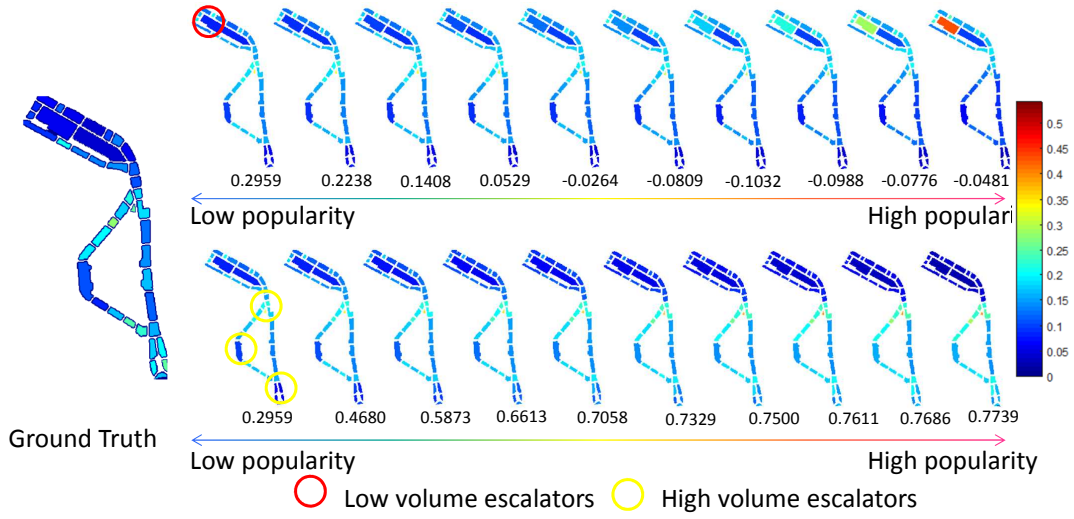 0.2959 0.2238 0.1408 0.0529 -0.0264 -0.0809 -0.1032 -0.0988 -0.0776 -0.0481
Low popularity High popular
0.5
0.45
0.4
0.35
0.3
0.25
0.2
0.15
0.1
0.05
0
0.2959 0.4680 0.5873 0.6613 0.7058 0.7329 0.7500 0.7611 0.7686 0.7739
Ground Truth
Low popularity High popularity
Low volume escalators High volume escalators